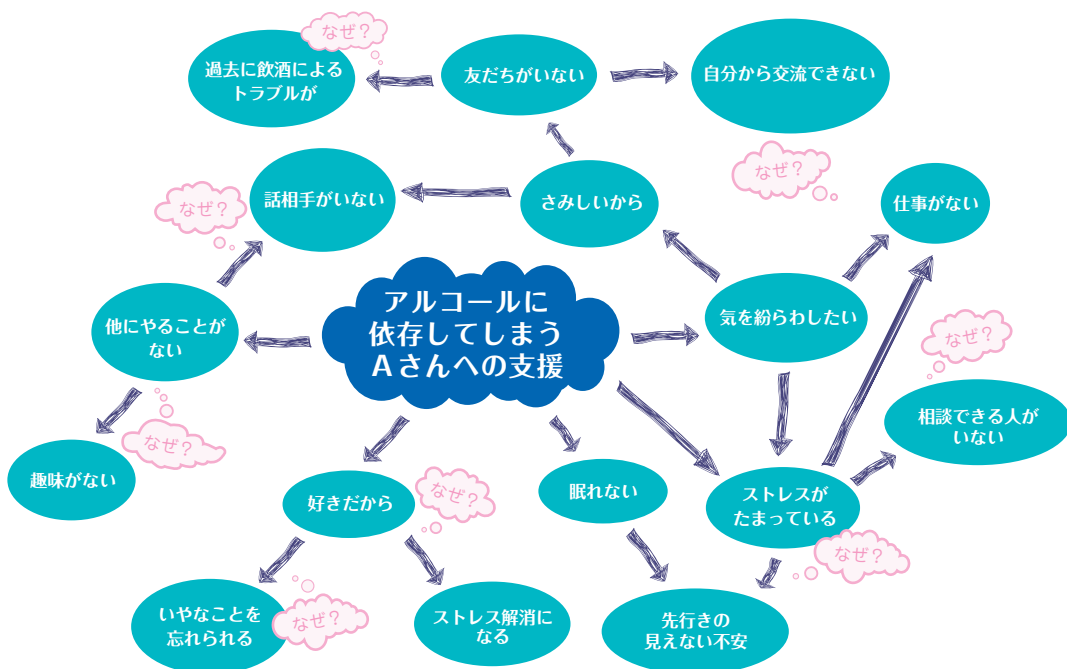 なぜ？
過去に飲酒による
トラブルが
友だちがいない
自分から交流できない
なぜ？
話相手がいない
なぜ？
さみしいから
仕事がない
アルコールに
依存してしまう
Aさんへの支援
気を紛らわしたい
他にやることが
ない
なぜ？
相談できる人が
いない
なぜ？
趣味がない
好きだから
なぜ？
眠れない
ストレスが
たまっている
なぜ？
いやなことを
忘れられる
なぜ？
ストレス解消に
なる
先行きの
見えない不安